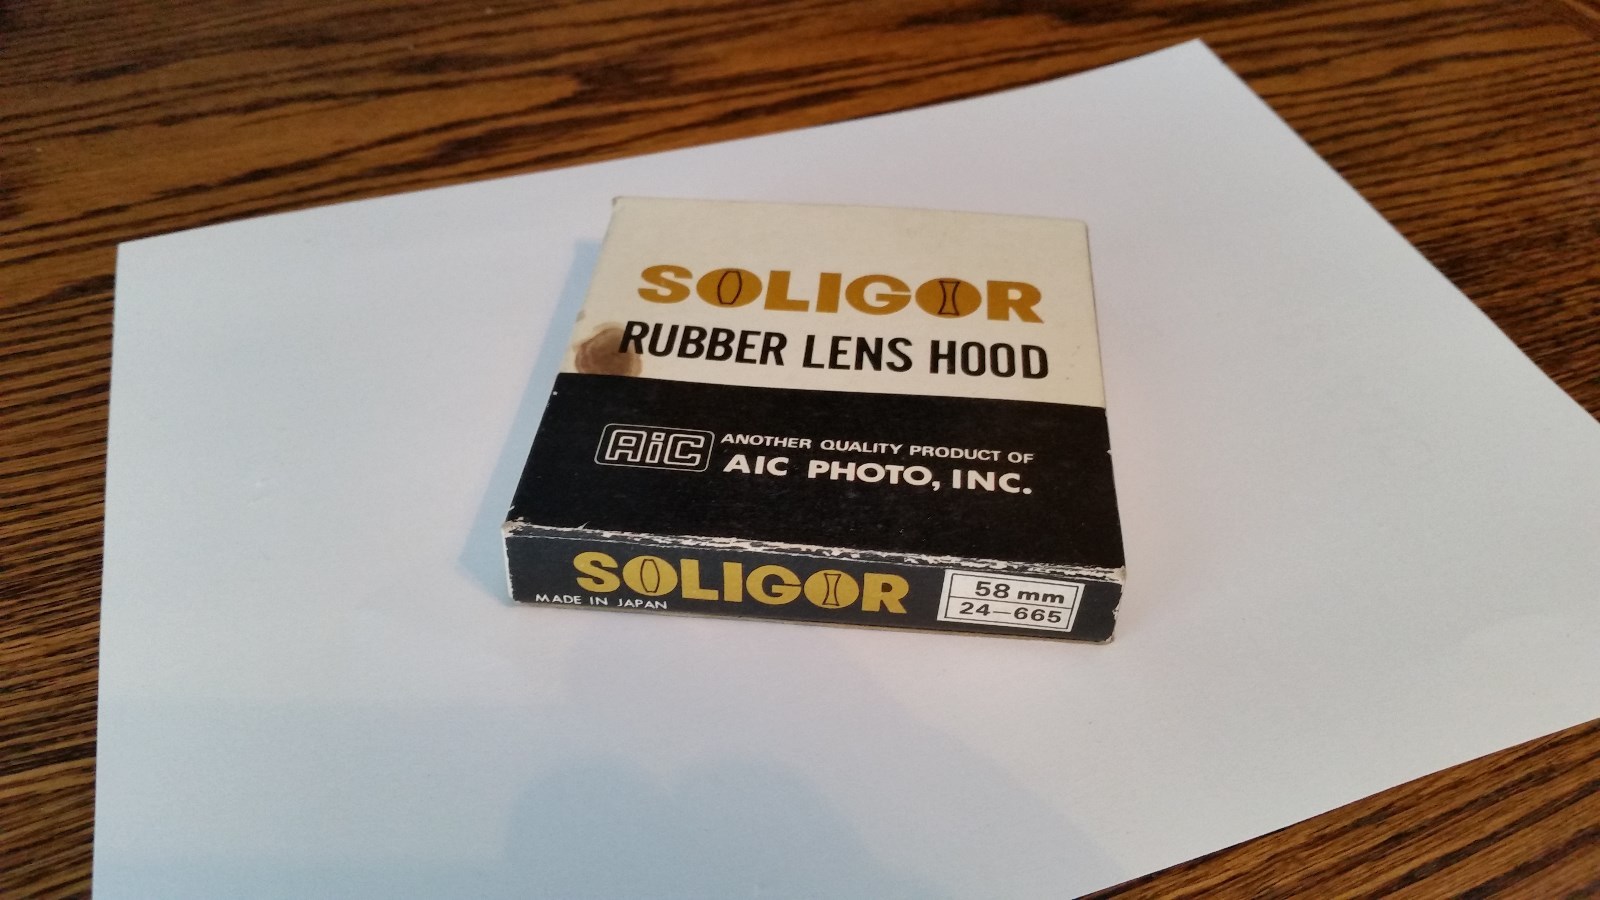 SOLIGOR
RUBBER LENS HOOD
AiC
ANOTHER QUALITY PRODUCT OF
AIC PHOTO, INC.
SOLIGOR
MADE IN JAPAN
58 mm
24-665